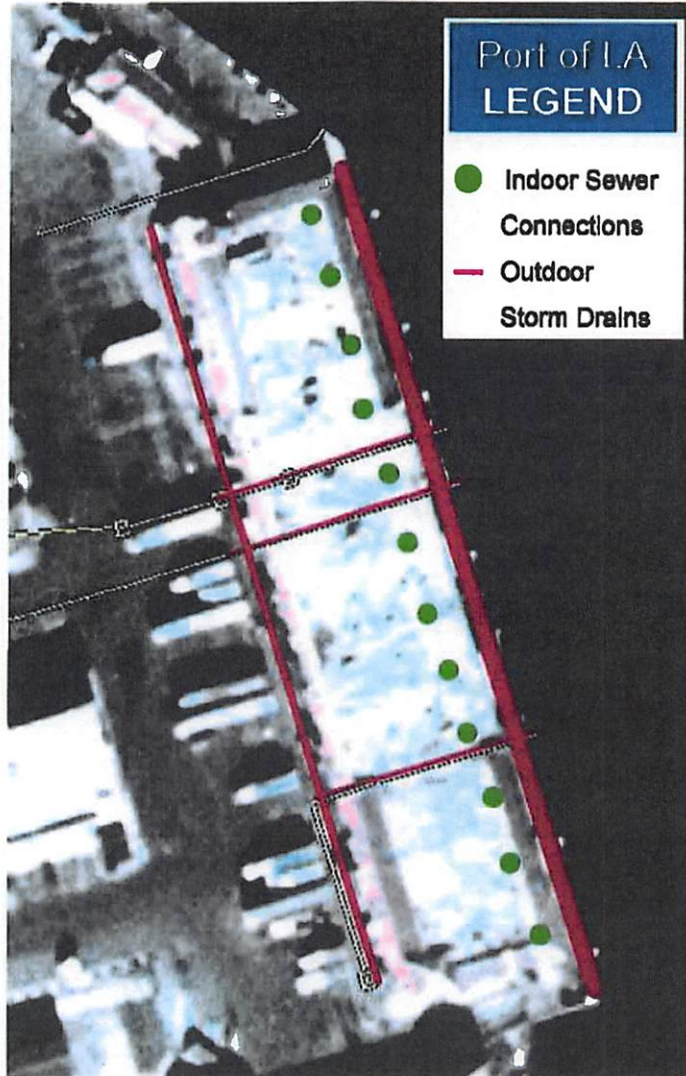 Port of LA
LEGEND
Indoor Sewer
Connections
Outdoor
Storm Drains